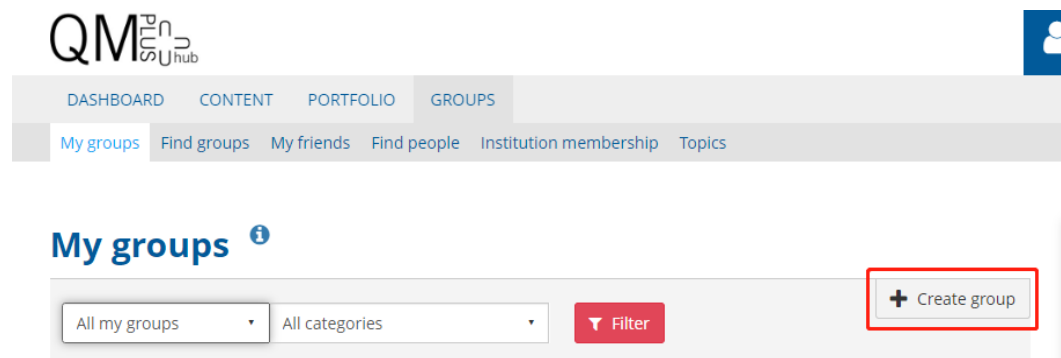 QM PLUS hub
DASHBOARD CONTENT PORTFOLIO GROUPS
My groups Find groups My friends Find people Institution membership Topics
My groups
Create group
All my groups All categories Filter